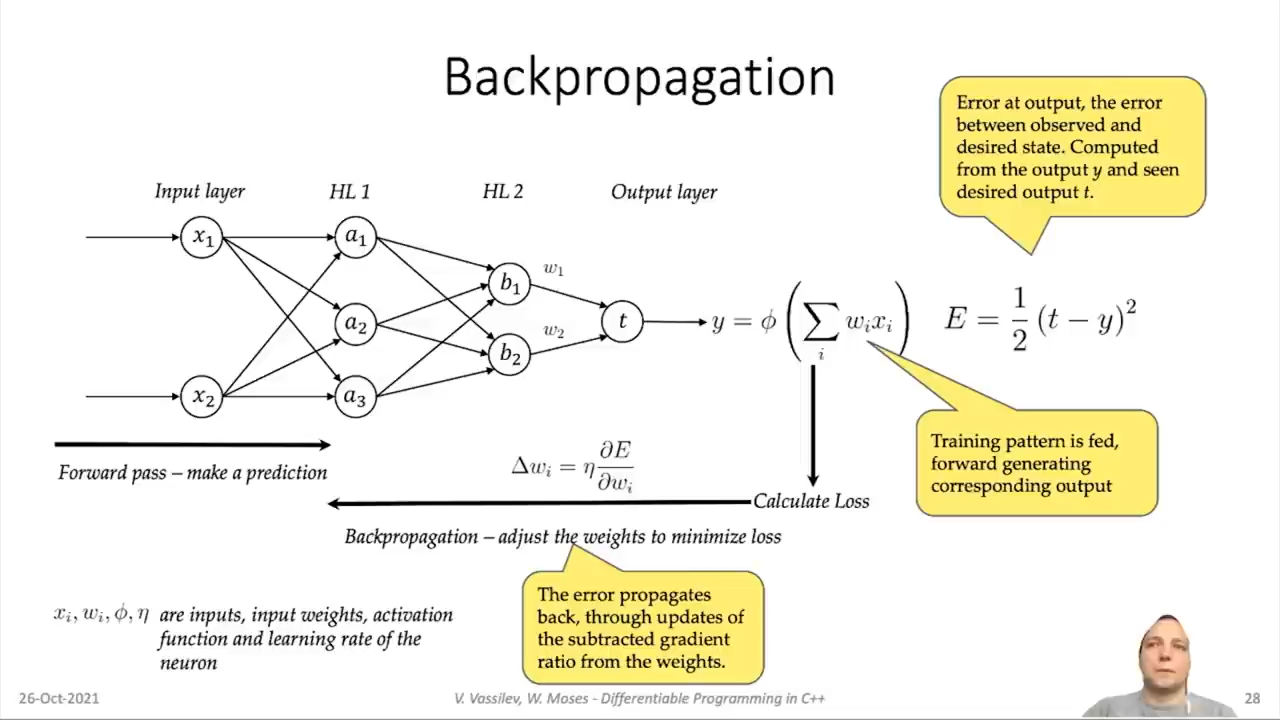 Backpropagation
Error at output, the error
between observed and
desired state. Computed
from the output y and seen
desired output t.
Input layer
HL 1
HL 2
Output layer
x₁
a₁
b₁
w₁
a₂
t
y = ϕ(∑ᵢ wᵢxᵢ)
E = 1/2 (t − y)²
w₂
b₂
x₂
a₃
Training pattern is fed,
forward generating
corresponding output
Forward pass – make a prediction
Δwᵢ = η ∂E/∂wᵢ
Calculate Loss
Backpropagation – adjust the weights to minimize loss
The error propagates
back, through updates of
the subtracted gradient
ratio from the weights.
xᵢ, wᵢ, ϕ, η are inputs, input weights, activation
function and learning rate of the
neuron
26-Oct-2021
V. Vassilev, W. Moses - Differentiable Programming in C++
28